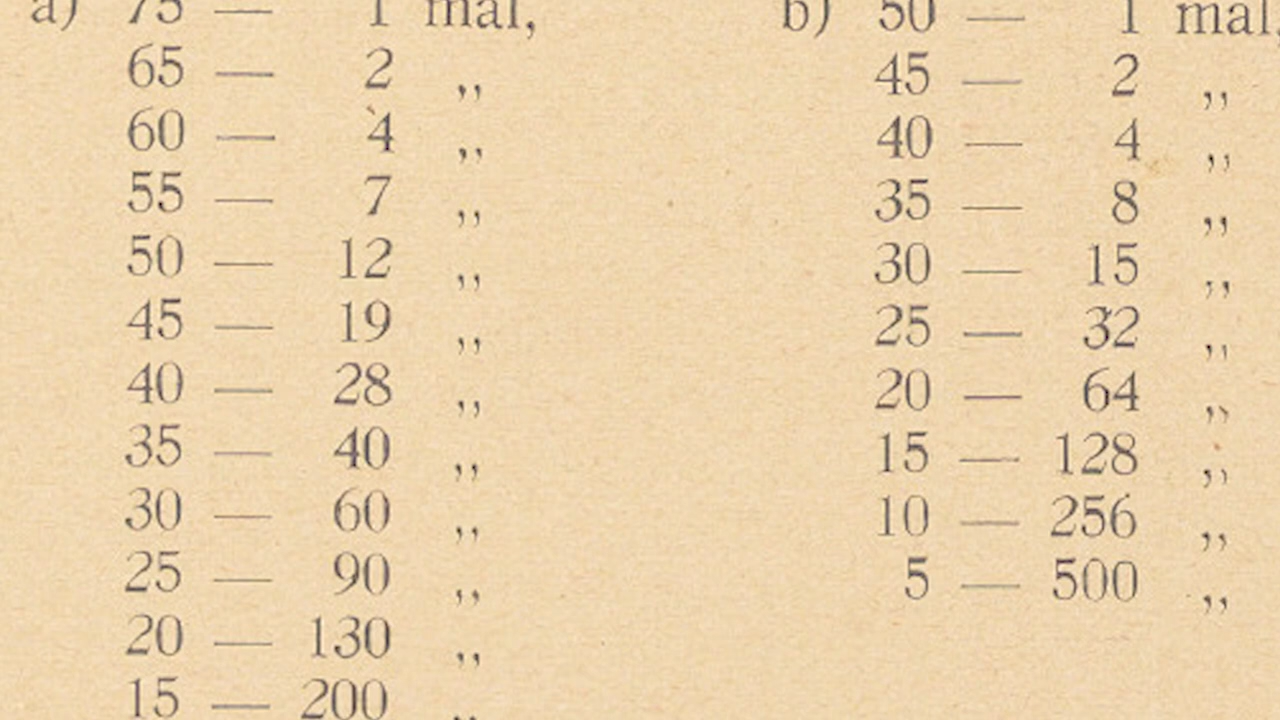 a) 75 — 1 mal,
65 — 2 „
60 — 4 „
55 — 7 „
50 — 12 „
45 — 19 „
40 — 28 „
35 — 40 „
30 — 60 „
25 — 90 „
20 — 130 „
15 — 200 „
b) 50 — 1 mal,
45 — 2 „
40 — 4 „
35 — 8 „
30 — 15 „
25 — 32 „
20 — 64 „
15 — 128 „
10 — 256 „
5 — 500 „